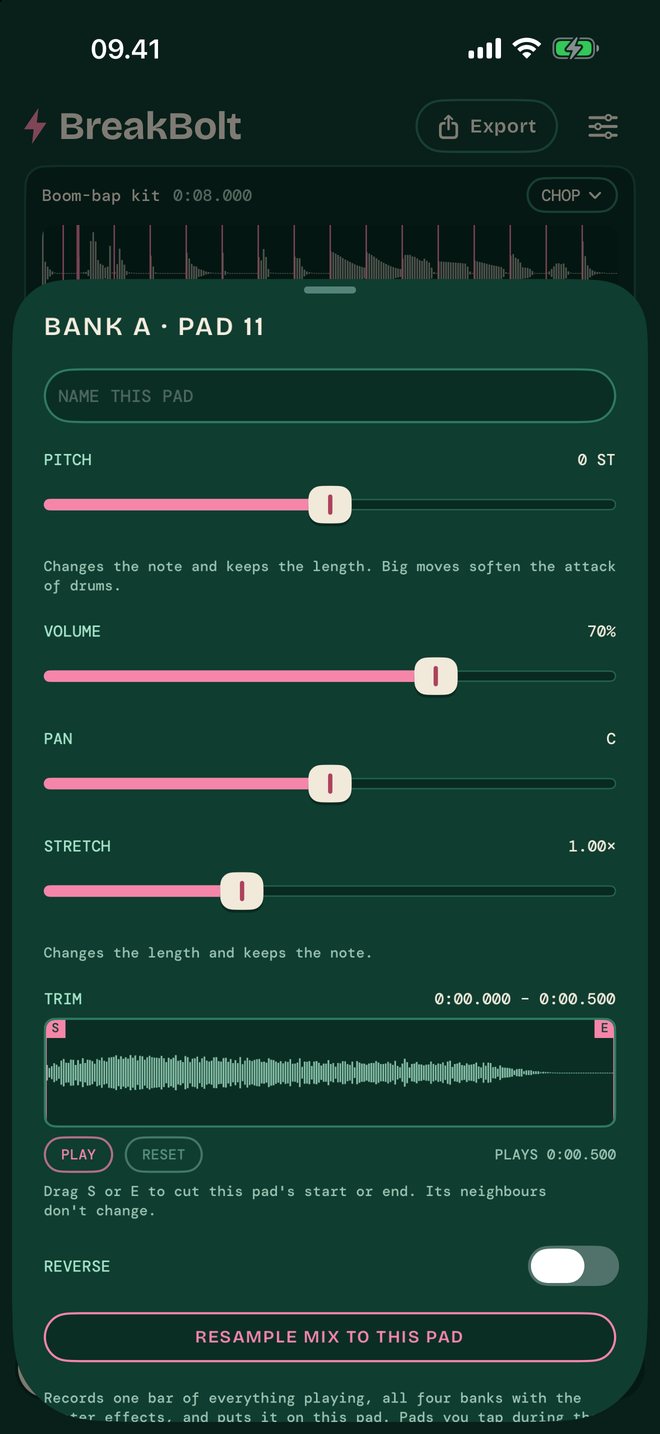 09.41
BreakBolt
Export
Boom-bap kit 0:08.000
CHOP
BANK A · PAD 11
NAME THIS PAD
PITCH
0 ST
Changes the note and keeps the length. Big moves soften the attack
of drums.
VOLUME
70%
PAN
C
STRETCH
1.00×
Changes the length and keeps the note.
TRIM
0:00.000 – 0:00.500
S
E
PLAY
RESET
PLAYS 0:00.500
Drag S or E to cut this pad's start or end. Its neighbours
don't change.
REVERSE
RESAMPLE MIX TO THIS PAD
Records one bar of everything playing, all four banks with the
effects, and puts it on this pad. Pads you tap during